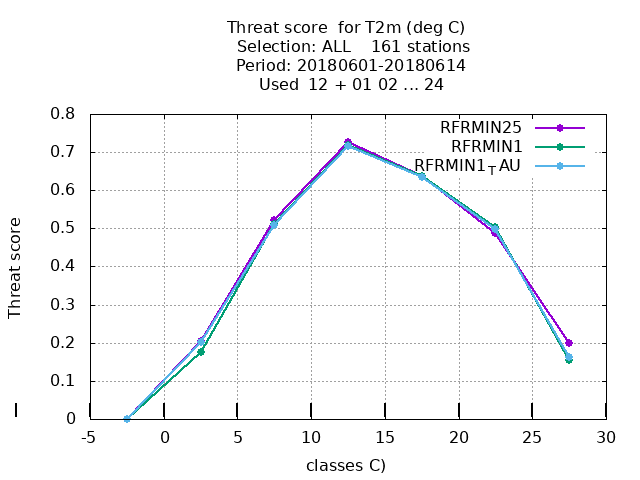 Threat score  for T2m (deg C)
Selection: ALL    161 stations
Period: 20180601-20180614
Used  12 + 01 02 ... 24
RFRMIN25
RFRMIN1
RFRMIN1_TAU
Threat score
0.8
0.7
0.6
0.5
0.4
0.3
0.2
0.1
0
-5
0
5
10
15
20
25
30
classes C)